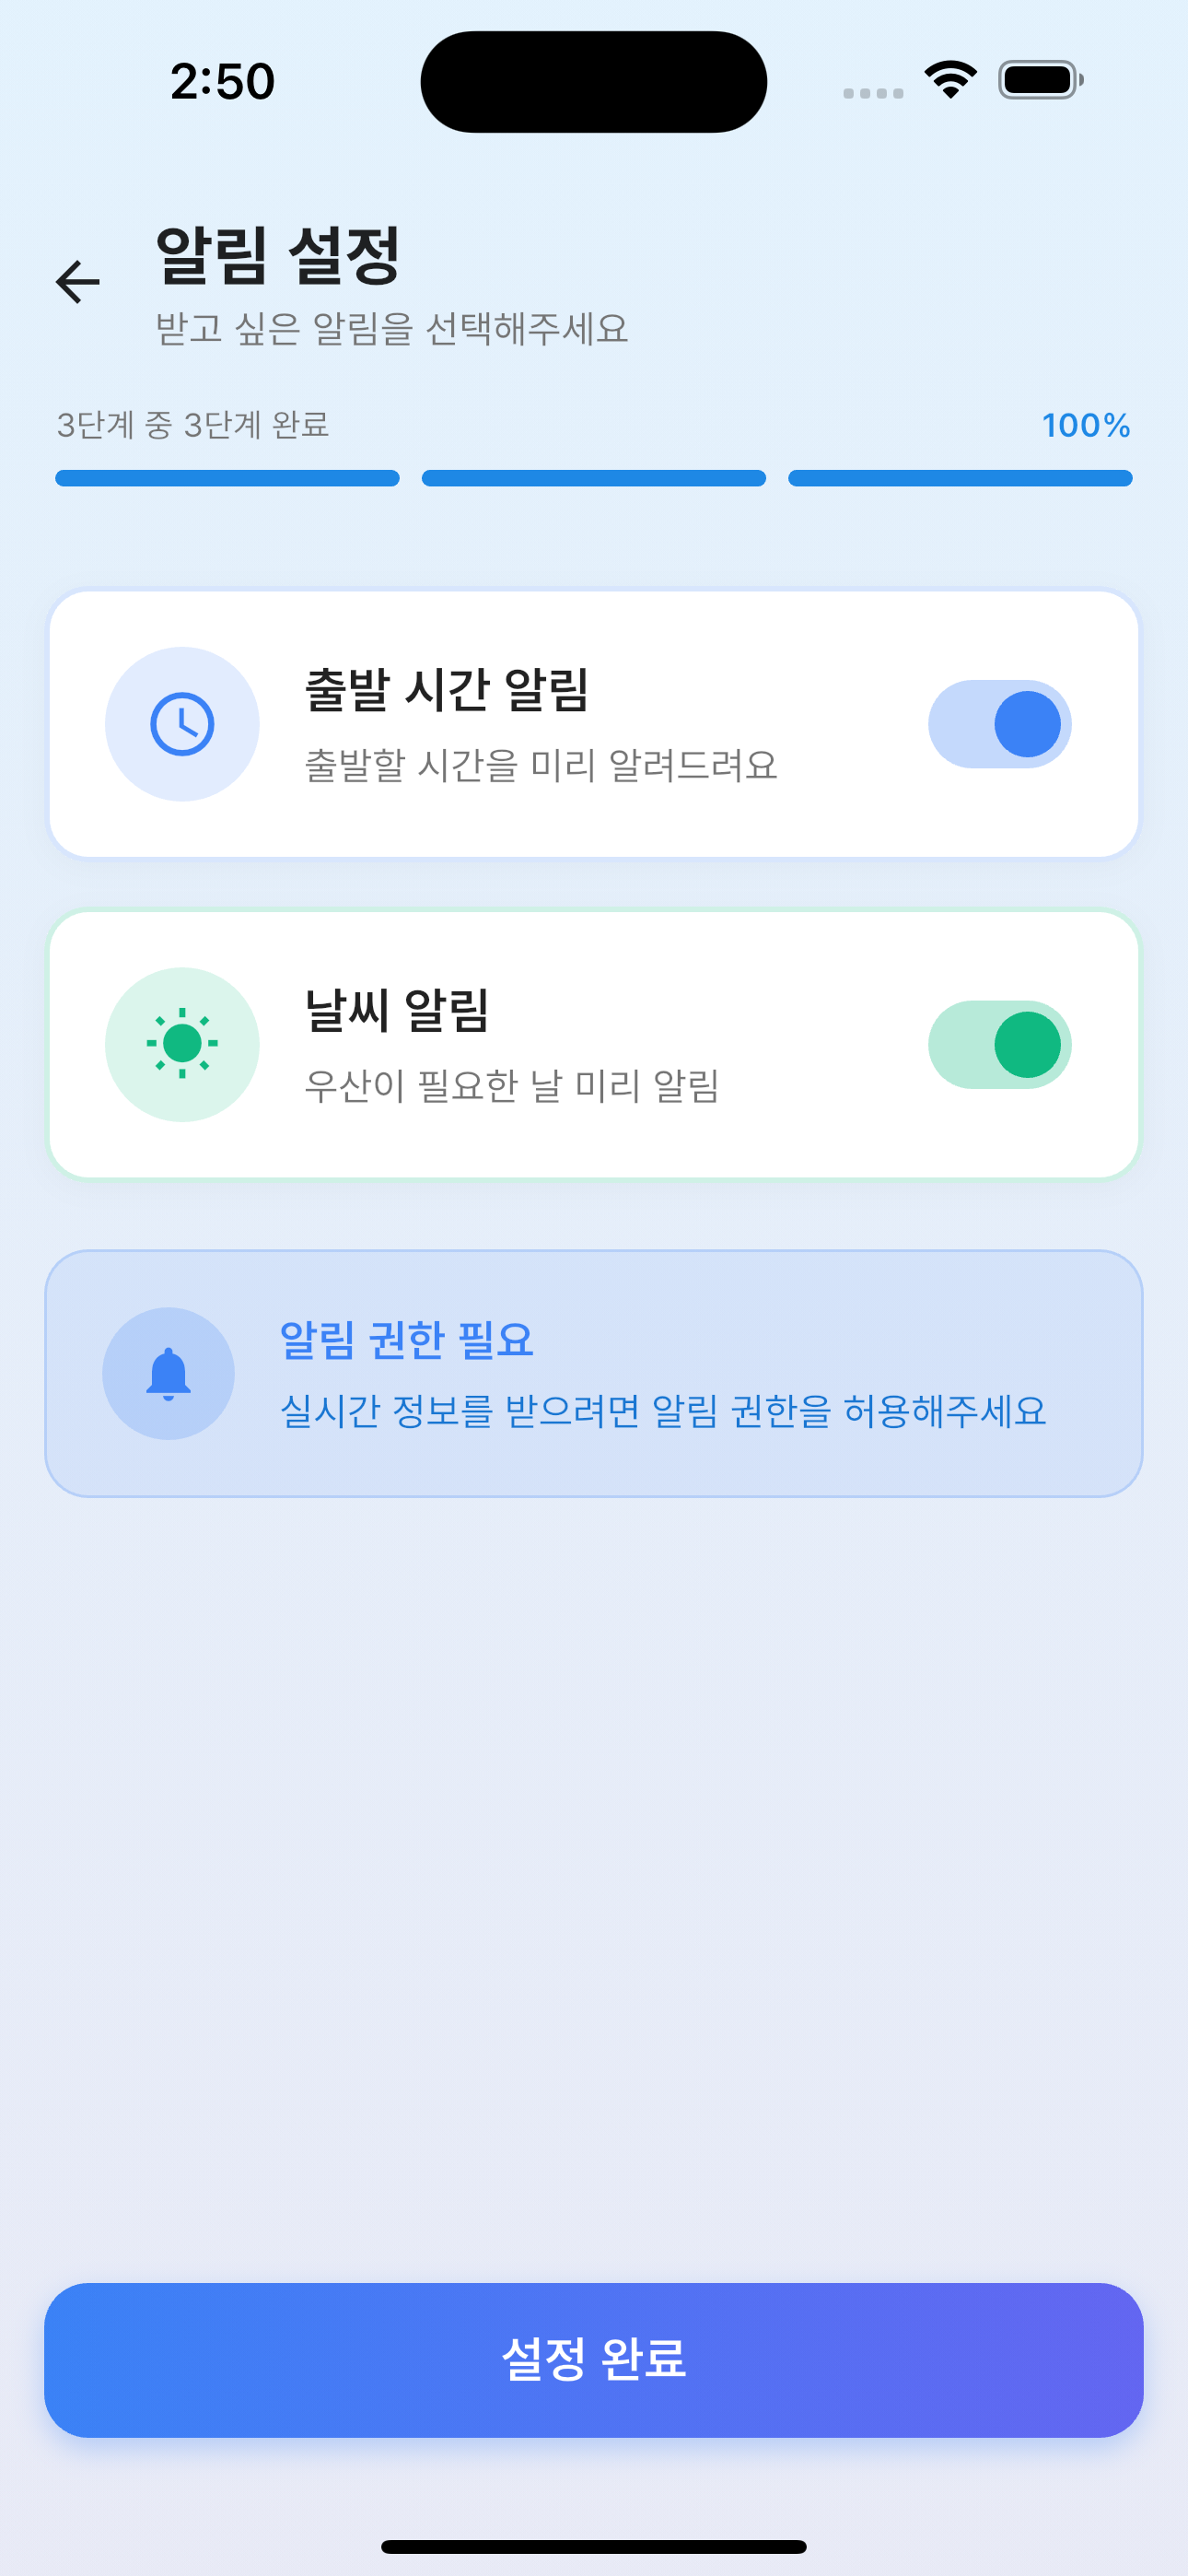 2:50
알림 설정
받고 싶은 알림을 선택해주세요
3단계 중 3단계 완료
100%
출발 시간 알림
출발할 시간을 미리 알려드려요
날씨 알림
우산이 필요한 날 미리 알림
알림 권한 필요
실시간 정보를 받으려면 알림 권한을 허용해주세요
설정 완료